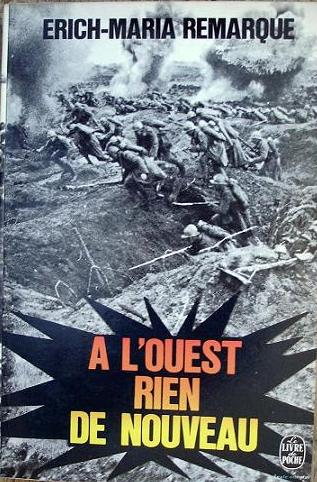 ERICH-MARIA REMARQUE
A L'OUEST
RIEN
DE NOUVEAU
Le
LIVRE
de
POCHE